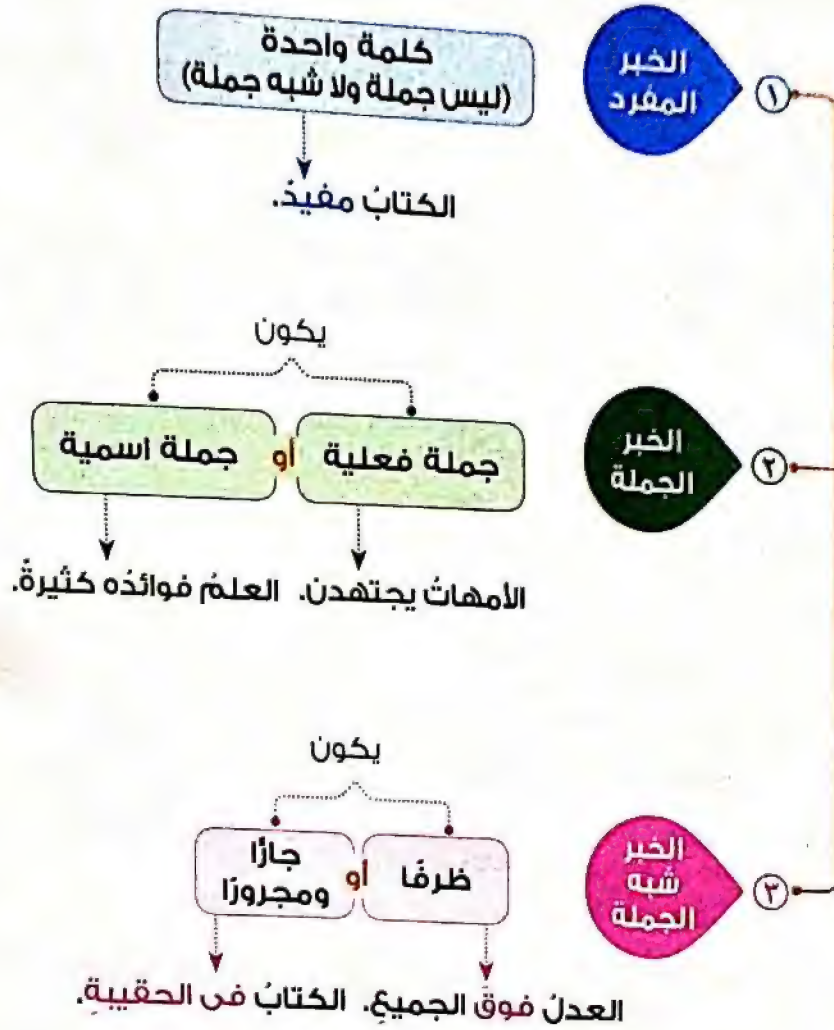 ١
الخبر
المفرد
كلمة واحدة
(ليس جملة ولا شبه جملة)
الكتابُ مفيدٌ.
٢
الخبر
الجملة
يكون
جملة فعلية أو جملة اسمية
الأمهاتُ يجتهدن. العلمُ فوائدُه كثيرةٌ.
٣
الخبر
شبه
الجملة
يكون
ظرفًا أو جارًّا
ومجرورًا
العدلُ فوقَ الجميعِ. الكتابُ فى الحقيبةِ.